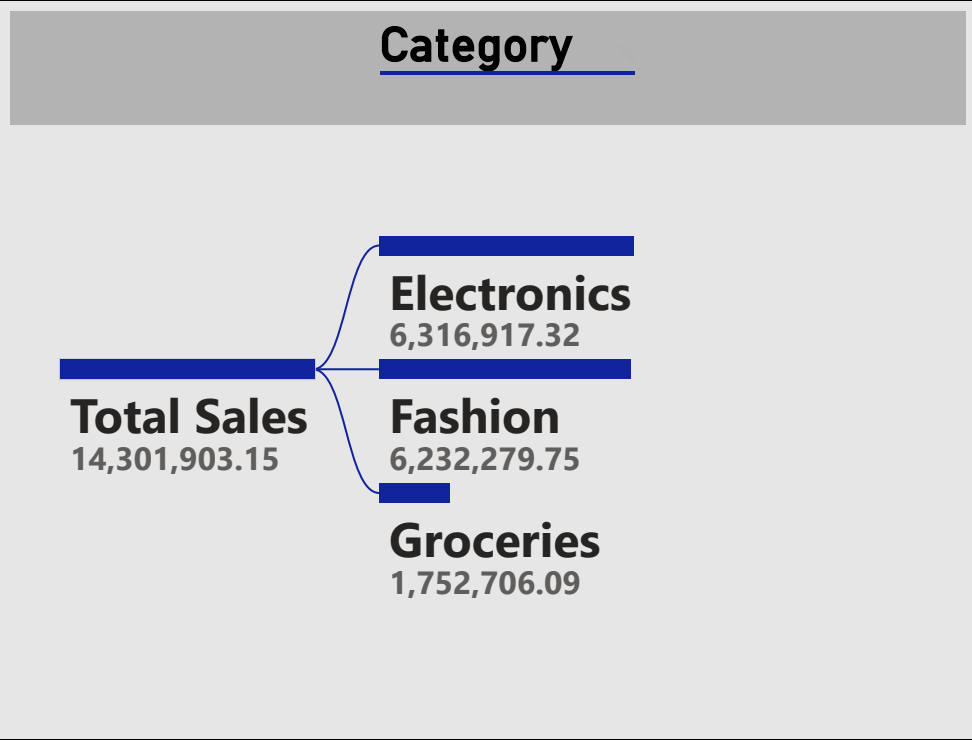 Category
Electronics
6,316,917.32
Total Sales
14,301,903.15
Fashion
6,232,279.75
Groceries
1,752,706.09